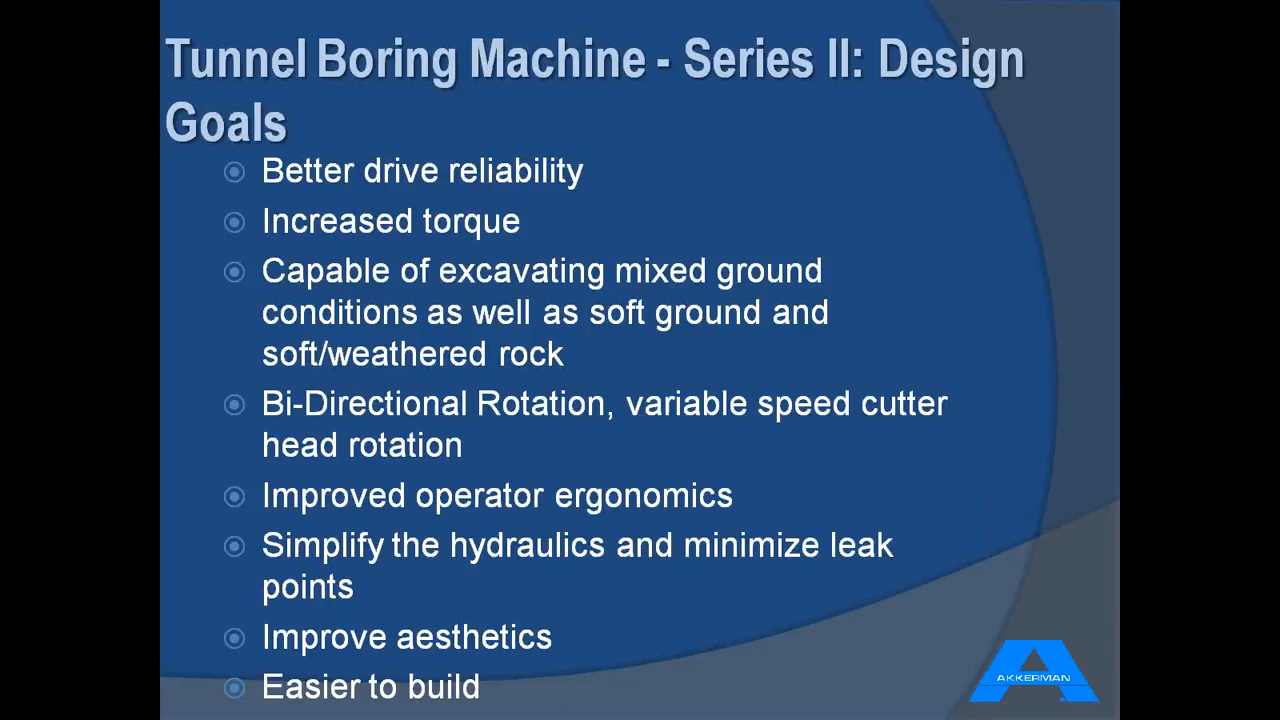 Tunnel Boring Machine - Series II: Design
Goals
Better drive reliability
Increased torque
Capable of excavating mixed ground
conditions as well as soft ground and
soft/weathered rock
Bi-Directional Rotation, variable speed cutter
head rotation
Improved operator ergonomics
Simplify the hydraulics and minimize leak
points
Improve aesthetics
Easier to build
AKKERMAN